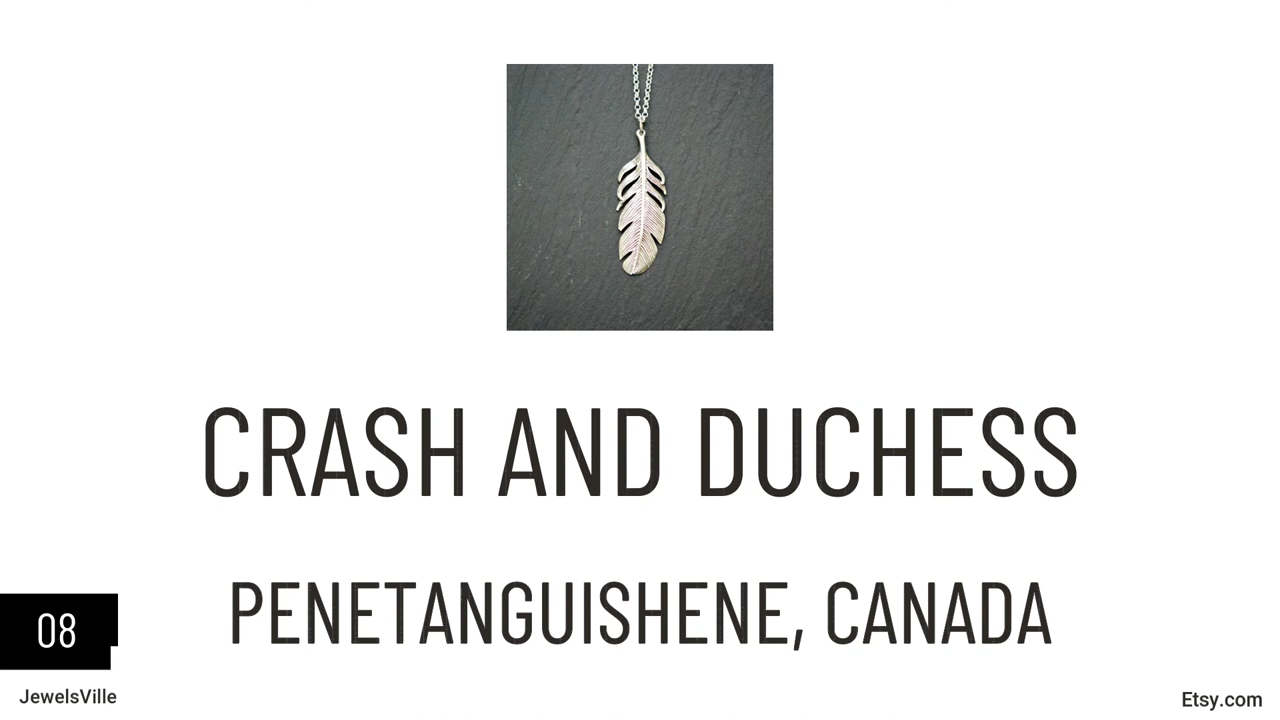 CRASH AND DUCHESS
PENETANGUISHENE, CANADA
08
JewelsVille
Etsy.com